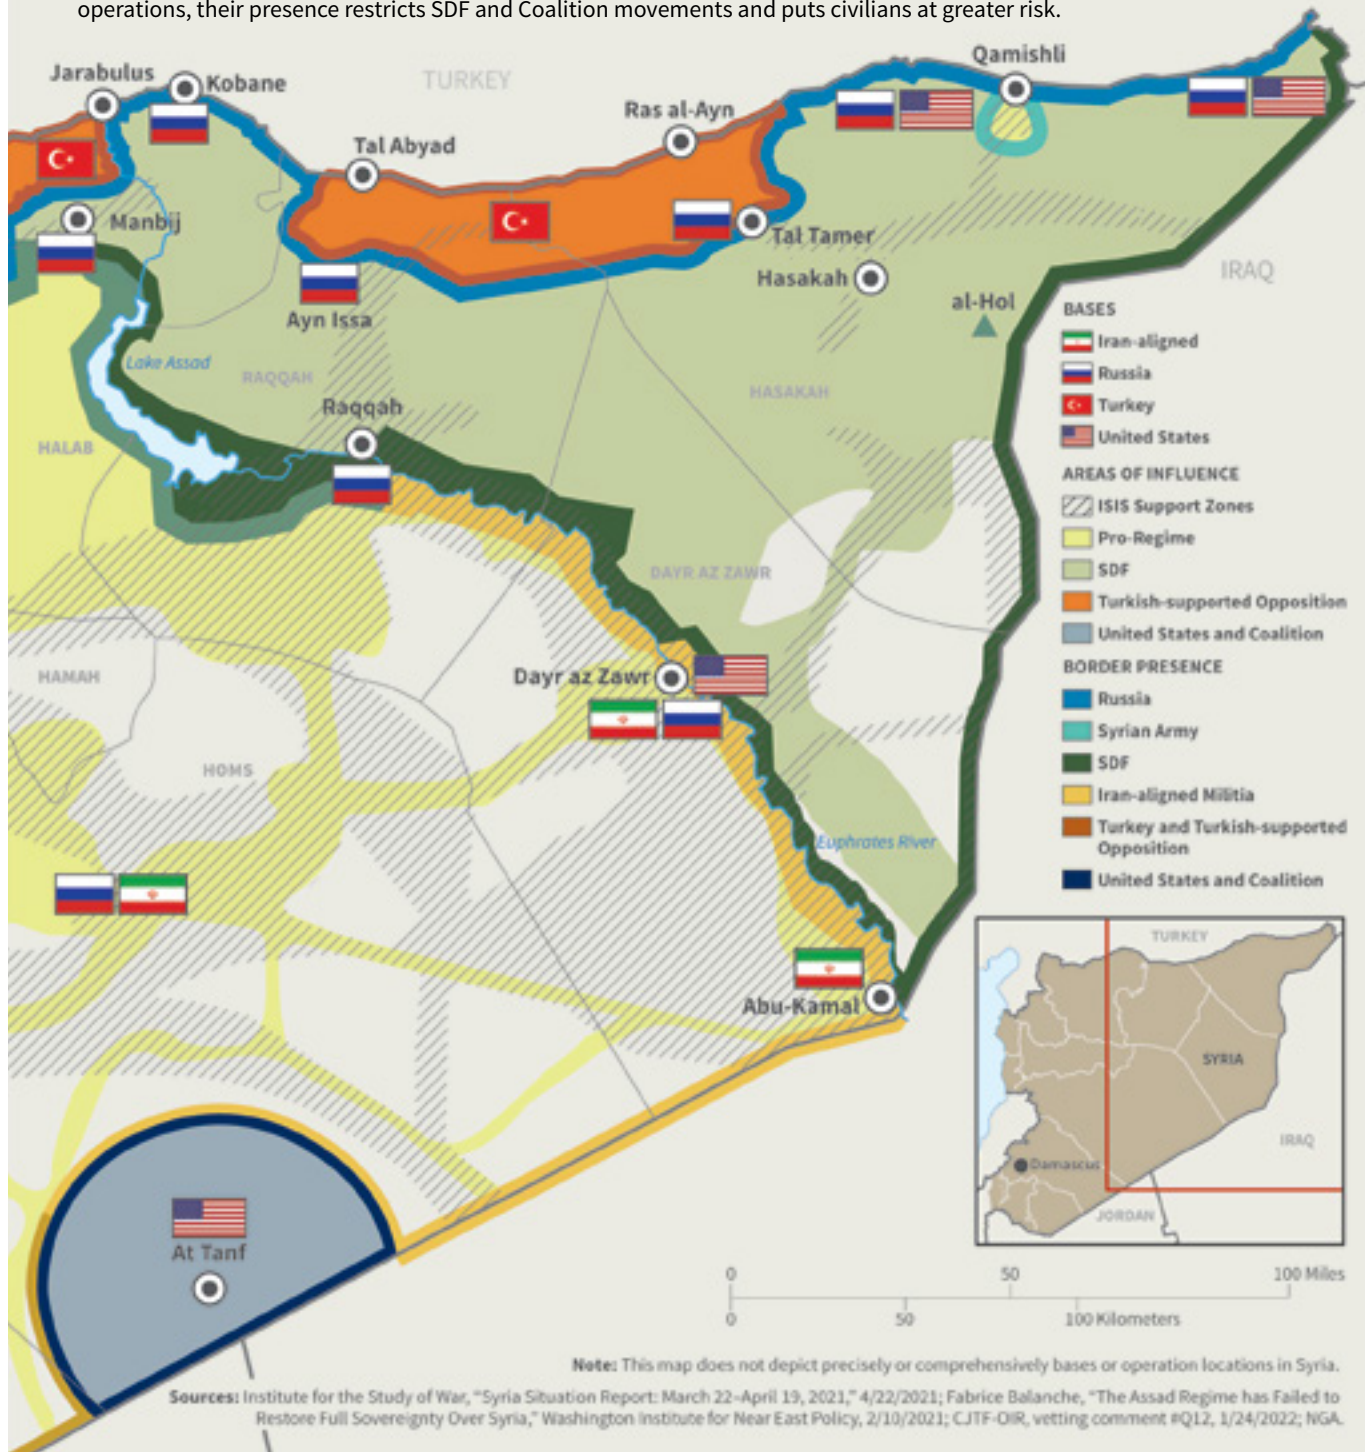 operations, their presence restricts SDF and Coalition movements and puts civilians at greater risk.
Jarabulus
Kobane
TURKEY
Qamishli
Ras al-Ayn
Tal Abyad
Manbij
Tal Tamer
Hasakah
IRAQ
al-Hol
Ayn Issa
Lake Assad
RAQQAH
HASAKAH
Raqqah
HALAB
DAYR AZ ZAWR
HAMAH
Dayr az Zawr
HOMS
Euphrates River
Abu-Kamal
At Tanf
BASES
Iran-aligned
Russia
Turkey
United States
AREAS OF INFLUENCE
ISIS Support Zones
Pro-Regime
SDF
Turkish-supported Opposition
United States and Coalition
BORDER PRESENCE
Russia
Syrian Army
SDF
Iran-aligned Militia
Turkey and Turkish-supported
Opposition
United States and Coalition
TURKEY
SYRIA
IRAQ
Damascus
JORDAN
0 50 100 Miles
0 50 100 Kilometers
Note: This map does not depict precisely or comprehensively bases or operation locations in Syria.
Sources: Institute for the Study of War, “Syria Situation Report: March 22–April 19, 2021,” 4/22/2021; Fabrice Balanche, “The Assad Regime has Failed to
Restore Full Sovereignty Over Syria,” Washington Institute for Near East Policy, 2/10/2021; CJTF-OIR, vetting comment #Q12, 1/24/2022; NGA.